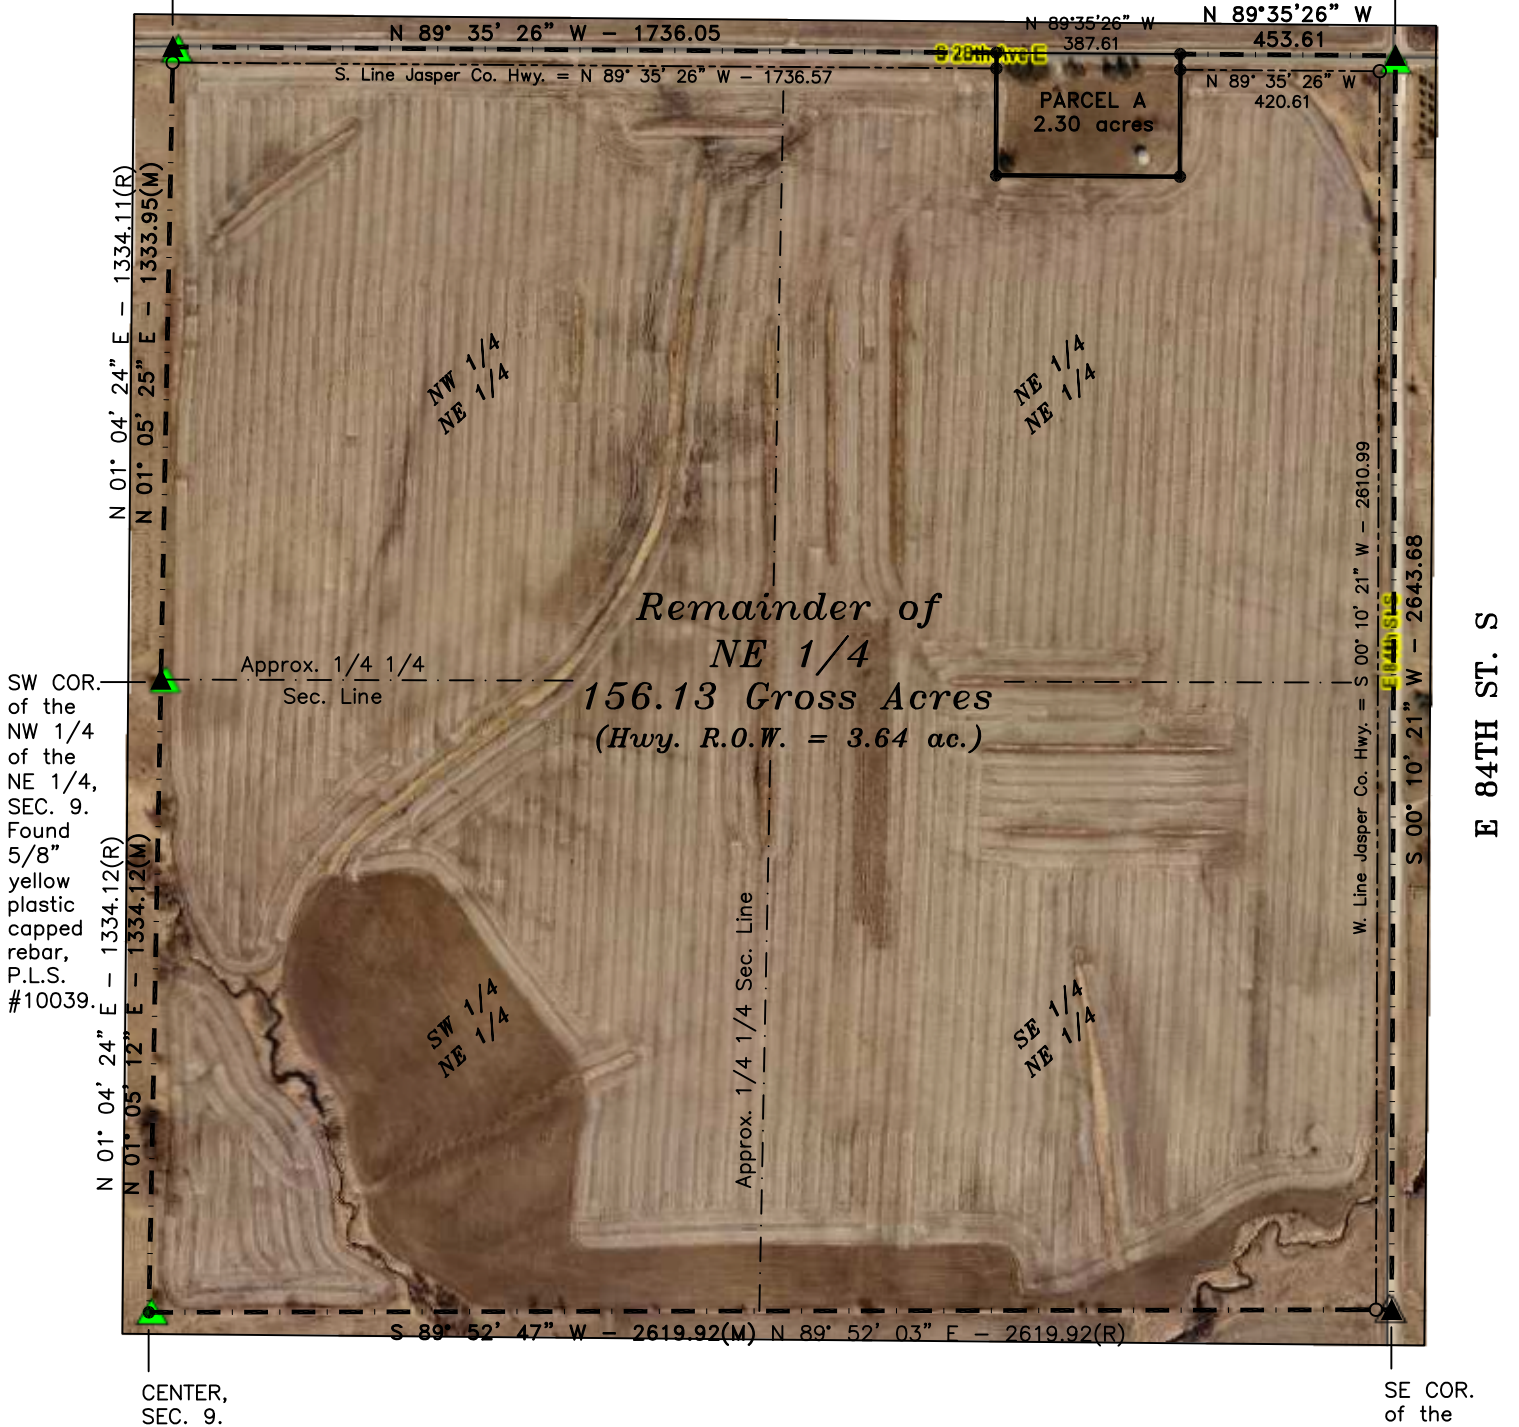 N 89° 35' 26" W – 1736.05
N 89°35'26" W
387.61
N 89°35'26" W
453.61
S 28th Ave E
S. Line Jasper Co. Hwy. = N 89° 35' 26" W – 1736.57
N 89° 35' 26" W
420.61
PARCEL A
2.30 acres
N 01° 04' 24" E – 1334.11(R)
N 01° 05' 25" E – 1333.95(M)
NW 1/4
NE 1/4
NE 1/4
NE 1/4
Remainder of
NE 1/4
156.13 Gross Acres
(Hwy. R.O.W. = 3.64 ac.)
Approx. 1/4 1/4
Sec. Line
W. Line Jasper Co. Hwy. = S 00° 10' 21" W – 2610.99
E 84th St S
S 00° 10' 21" W – 2643.68
E 84TH ST. S
SW COR.
of the
NW 1/4
of the
NE 1/4,
SEC. 9.
Found
5/8"
yellow
plastic
capped
rebar,
P.L.S.
#10039.
N 01° 04' 24" E – 1334.12(R)
N 01° 05' 12" E – 1334.12(M)
Approx. 1/4 1/4 Sec. Line
SW 1/4
NE 1/4
SE 1/4
NE 1/4
S 89° 52' 47" W – 2619.92(M) N 89° 52' 03" E – 2619.92(R)
CENTER,
SEC. 9.
SE COR.
of the